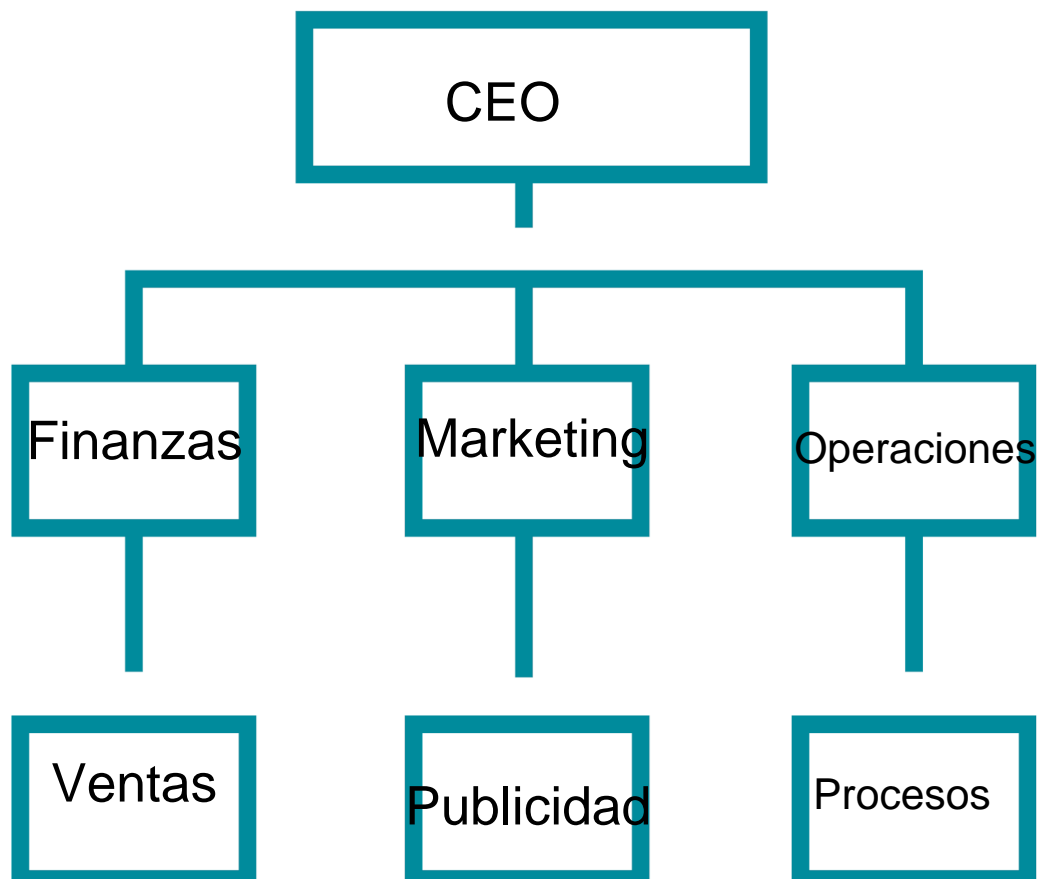 CEO
Finanzas
Marketing
Operaciones
Ventas
Publicidad
Procesos